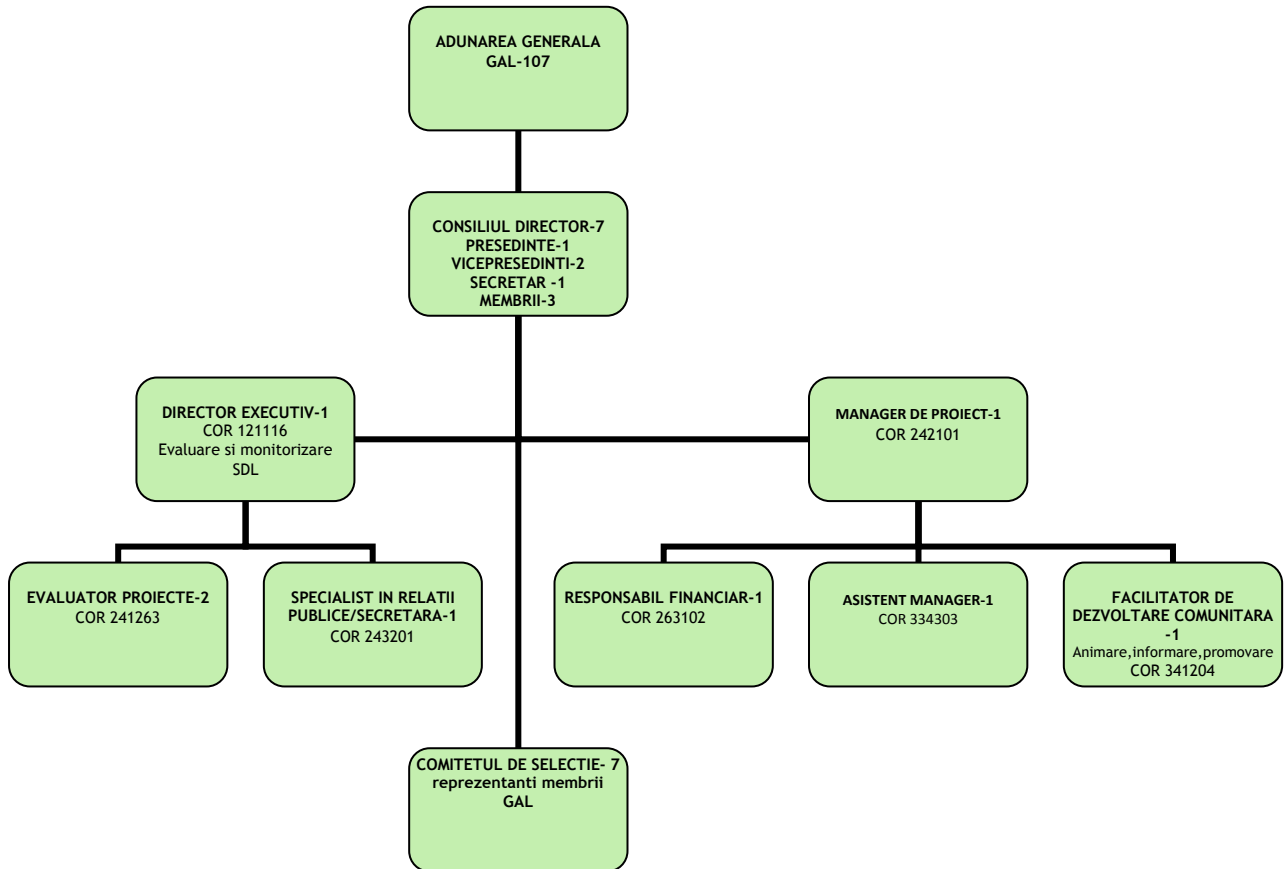 ADUNAREA GENERALA
GAL-107
CONSILIUL DIRECTOR-7
PRESEDINTE-1
VICEPRESEDINTI-2
SECRETAR -1
MEMBRII-3
DIRECTOR EXECUTIV-1
COR 121116
Evaluare si monitorizare
SDL
MANAGER DE PROIECT-1
COR 242101
EVALUATOR PROIECTE-2
COR 241263
SPECIALIST IN RELATII
PUBLICE/SECRETARA-1
COR 243201
RESPONSABIL FINANCIAR-1
COR 263102
ASISTENT MANAGER-1
COR 334303
FACILITATOR DE
DEZVOLTARE COMUNITARA
-1
Animare,informare,promovare
COR 341204
COMITETUL DE SELECTIE- 7
reprezentanti membrii
GAL